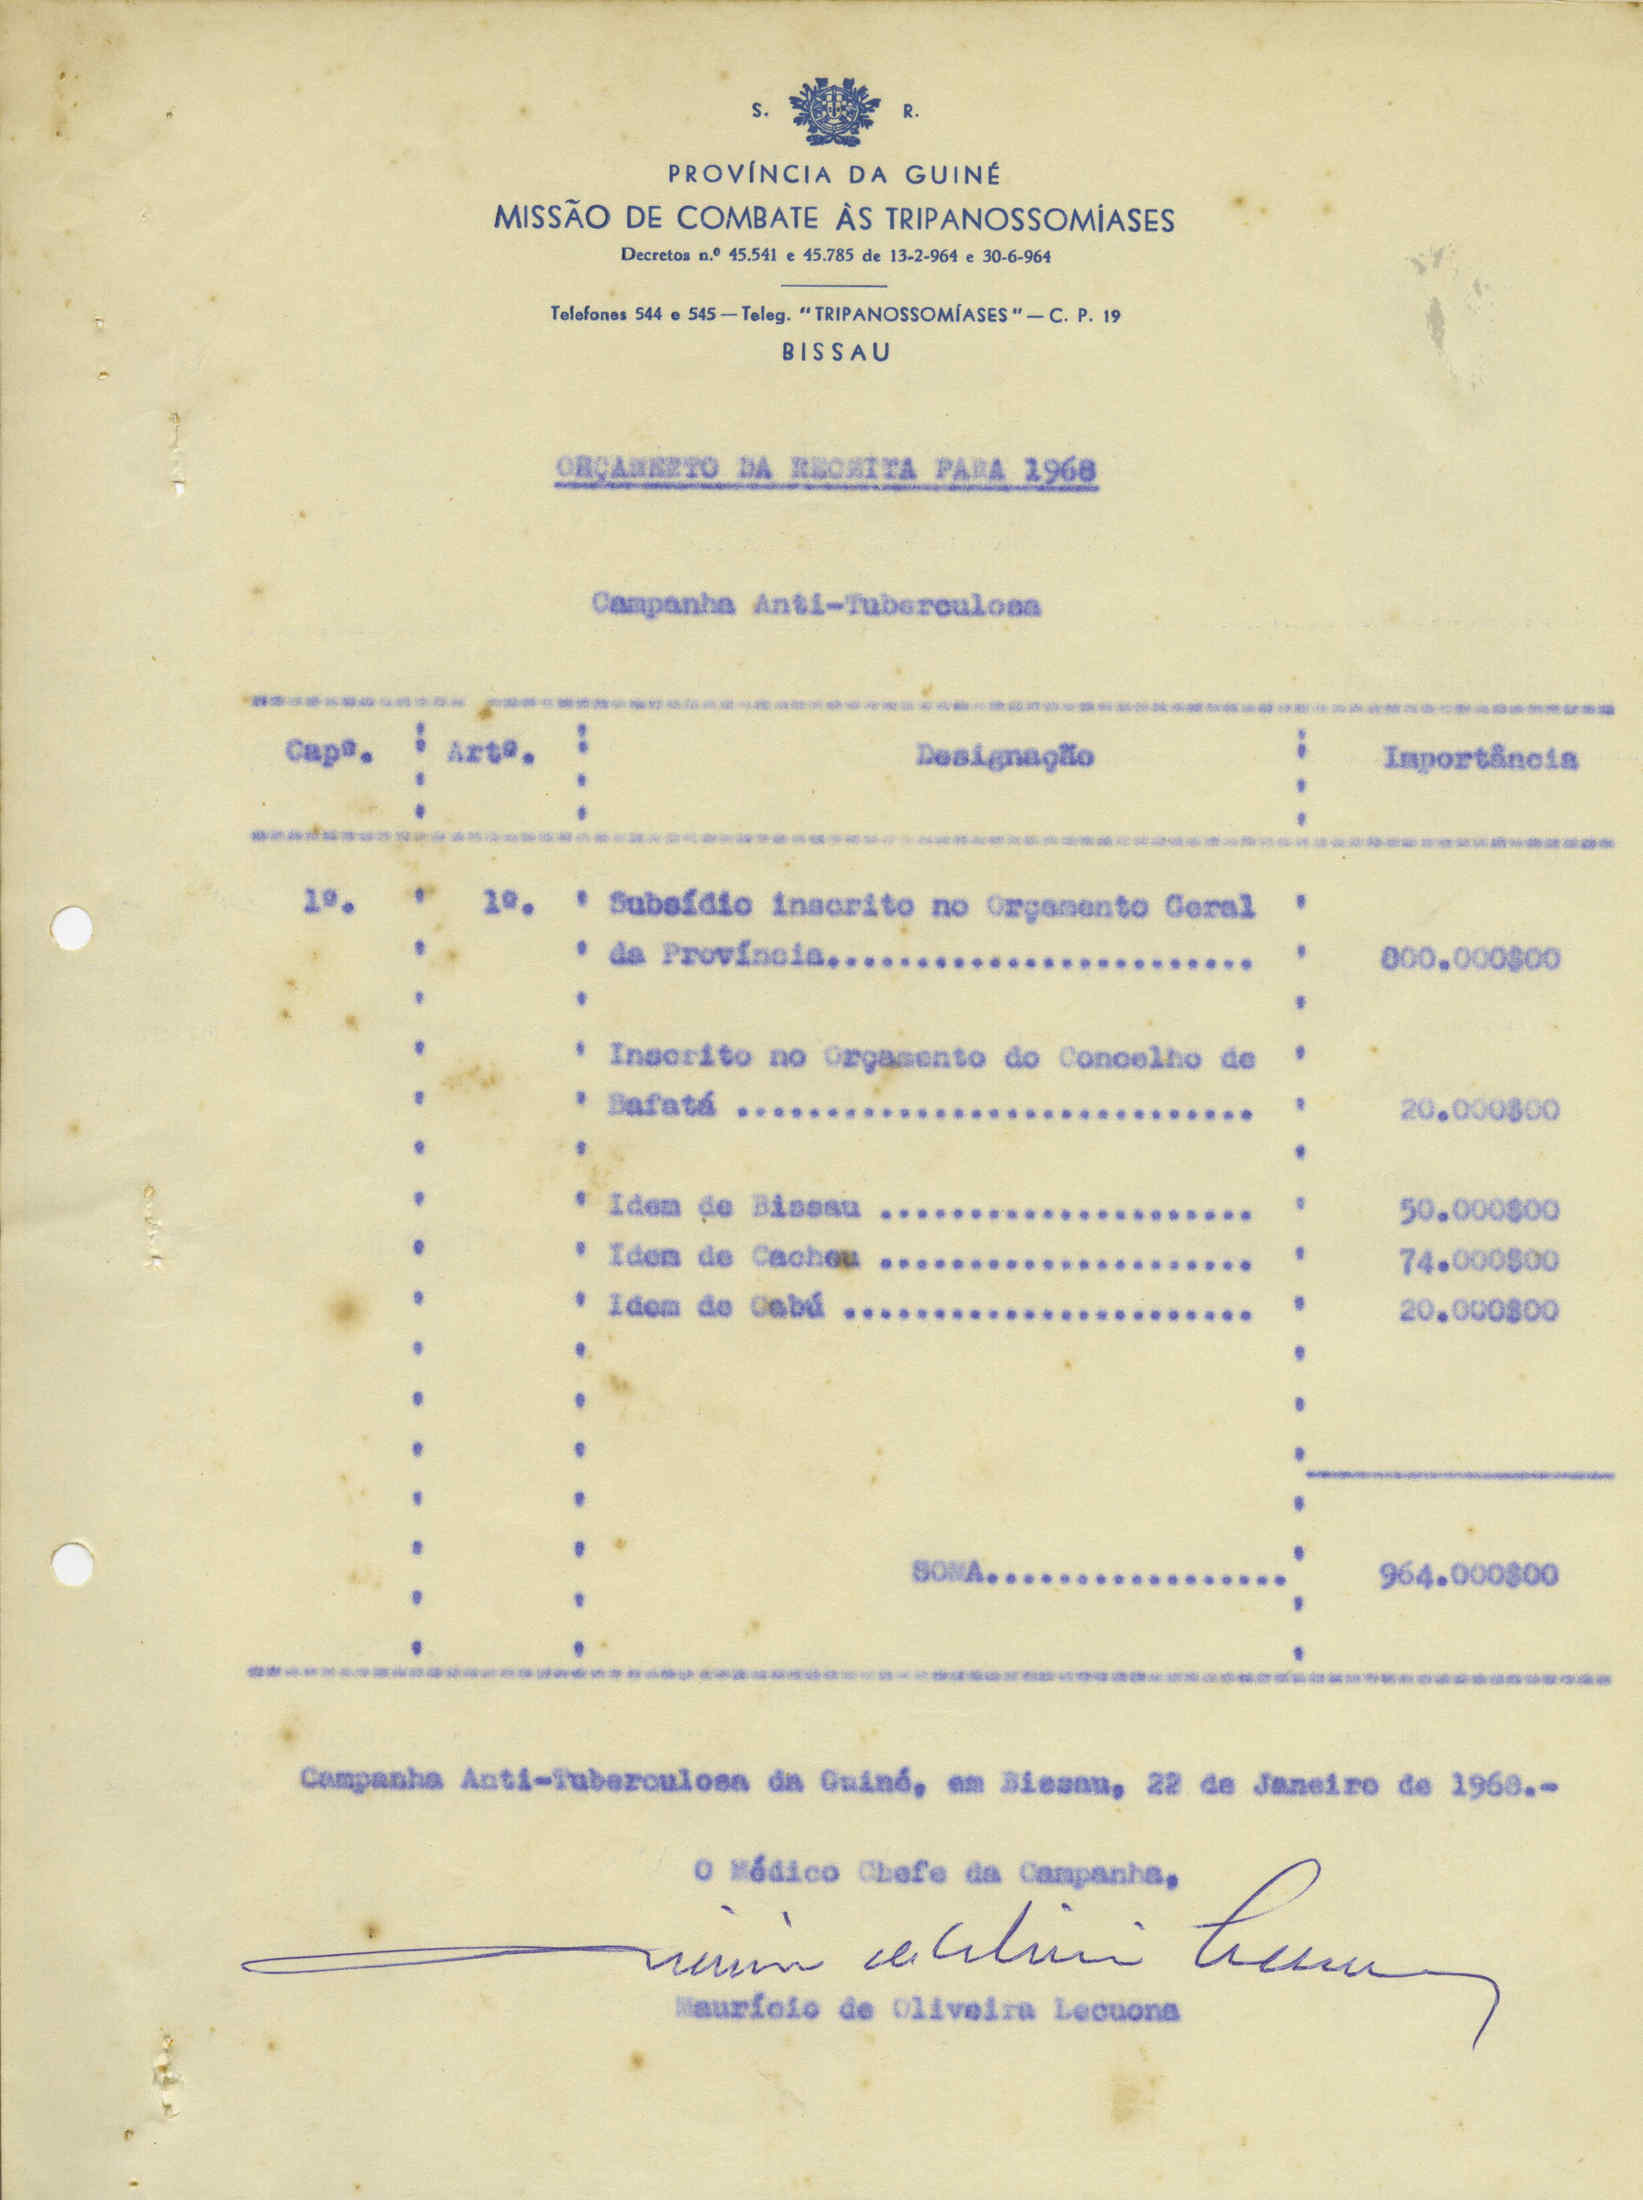 S. R.
PROVÍNCIA DA GUINÉ
MISSÃO DE COMBATE ÀS TRIPANOSSOMÍASES
Decretos n.º 45.541 e 45.785 de 13-2-964 e 30-6-964
Telefones 544 e 545 — Teleg. "TRIPANOSSOMÍASES" — C. P. 19
BISSAU
ORÇAMENTO DA RECEITA PARA 1968
Campanha Anti-Tuberculosa
Capº. Artº. Designação Importância
1º. 1º. Subsídio inscrito no Orçamento Geral
da Província........................ 800.000$00
Inscrito no Orçamento do Concelho de
Bafatá ............................. 20.000$00
Idem de Bissau ..................... 50.000$00
Idem de Cacheu ..................... 74.000$00
Idem de Gabú ....................... 20.000$00
SOMA................. 964.000$00
Campanha Anti-Tuberculosa da Guiné, em Bissau, 22 de Janeiro de 1968.-
O Médico Chefe da Campanha,
Maurício de Oliveira Lecuona